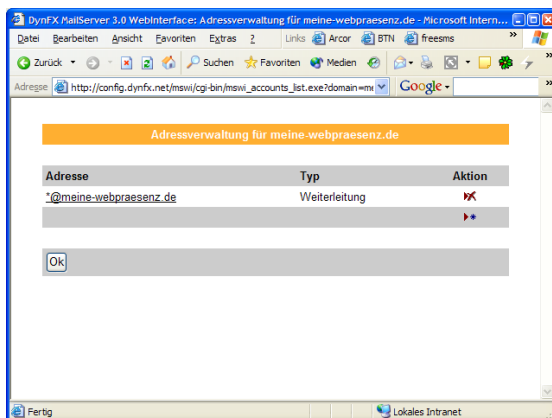 DynFX MailServer 3.0 WebInterface: Adressverwaltung für meine-webpraesenz.de - Microsoft Intern...
Datei Bearbeiten Ansicht Favoriten Extras ? Links Arcor BTN freesms »
Zurück Suchen Favoriten Medien »
Adresse http://config.dynfx.net/mswi/cgi-bin/mswi_accounts_list.exe?domain=me Google »
Adressverwaltung für meine-webpraesenz.de
Adresse Typ Aktion
*@meine-webpraesenz.de Weiterleitung
Ok
Fertig Lokales Intranet